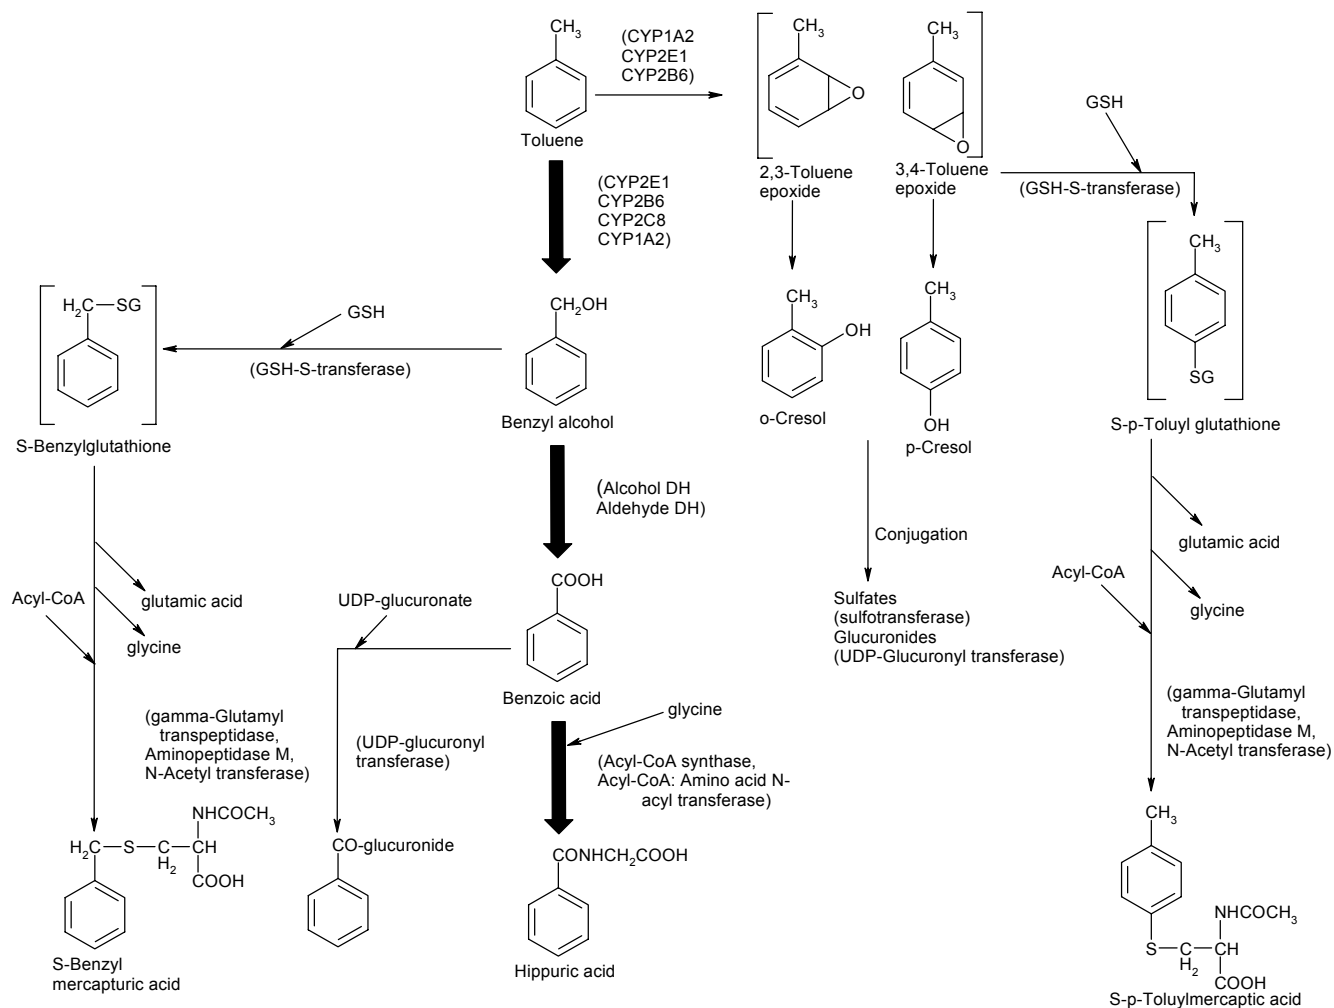 CH3
Toluene
(CYP1A2
CYP2E1
CYP2B6)
CH3
O
2,3-Toluene
epoxide
CH3
O
3,4-Toluene
epoxide
GSH
(GSH-S-transferase)
(CYP2E1
CYP2B6
CYP2C8
CYP1A2)
CH3
SG
S-p-Toluyl glutathione
H2C
SG
S-Benzylglutathione
GSH
(GSH-S-transferase)
CH2OH
Benzyl alcohol
CH3
OH
o-Cresol
CH3
OH
p-Cresol
(Alcohol DH
Aldehyde DH)
Conjugation
Sulfates
(sulfotransferase)
Glucuronides
(UDP-Glucuronyl transferase)
glutamic acid
Acyl-CoA
glycine
Acyl-CoA
glutamic acid
glycine
UDP-glucuronate
COOH
Benzoic acid
(gamma-Glutamyl
transpeptidase,
Aminopeptidase M,
N-Acetyl transferase)
(UDP-glucuronyl
transferase)
glycine
(Acyl-CoA synthase,
Acyl-CoA: Amino acid N-
acyl transferase)
(gamma-Glutamyl
transpeptidase,
Aminopeptidase M,
N-Acetyl transferase)
NHCOCH3
H2C
S
C
H2
CH
COOH
S-Benzyl
mercapturic acid
CO-glucuronide
CONHCH2COOH
Hippuric acid
CH3
NHCOCH3
S
C
H2
CH
COOH
S-p-Toluylmercaptic acid